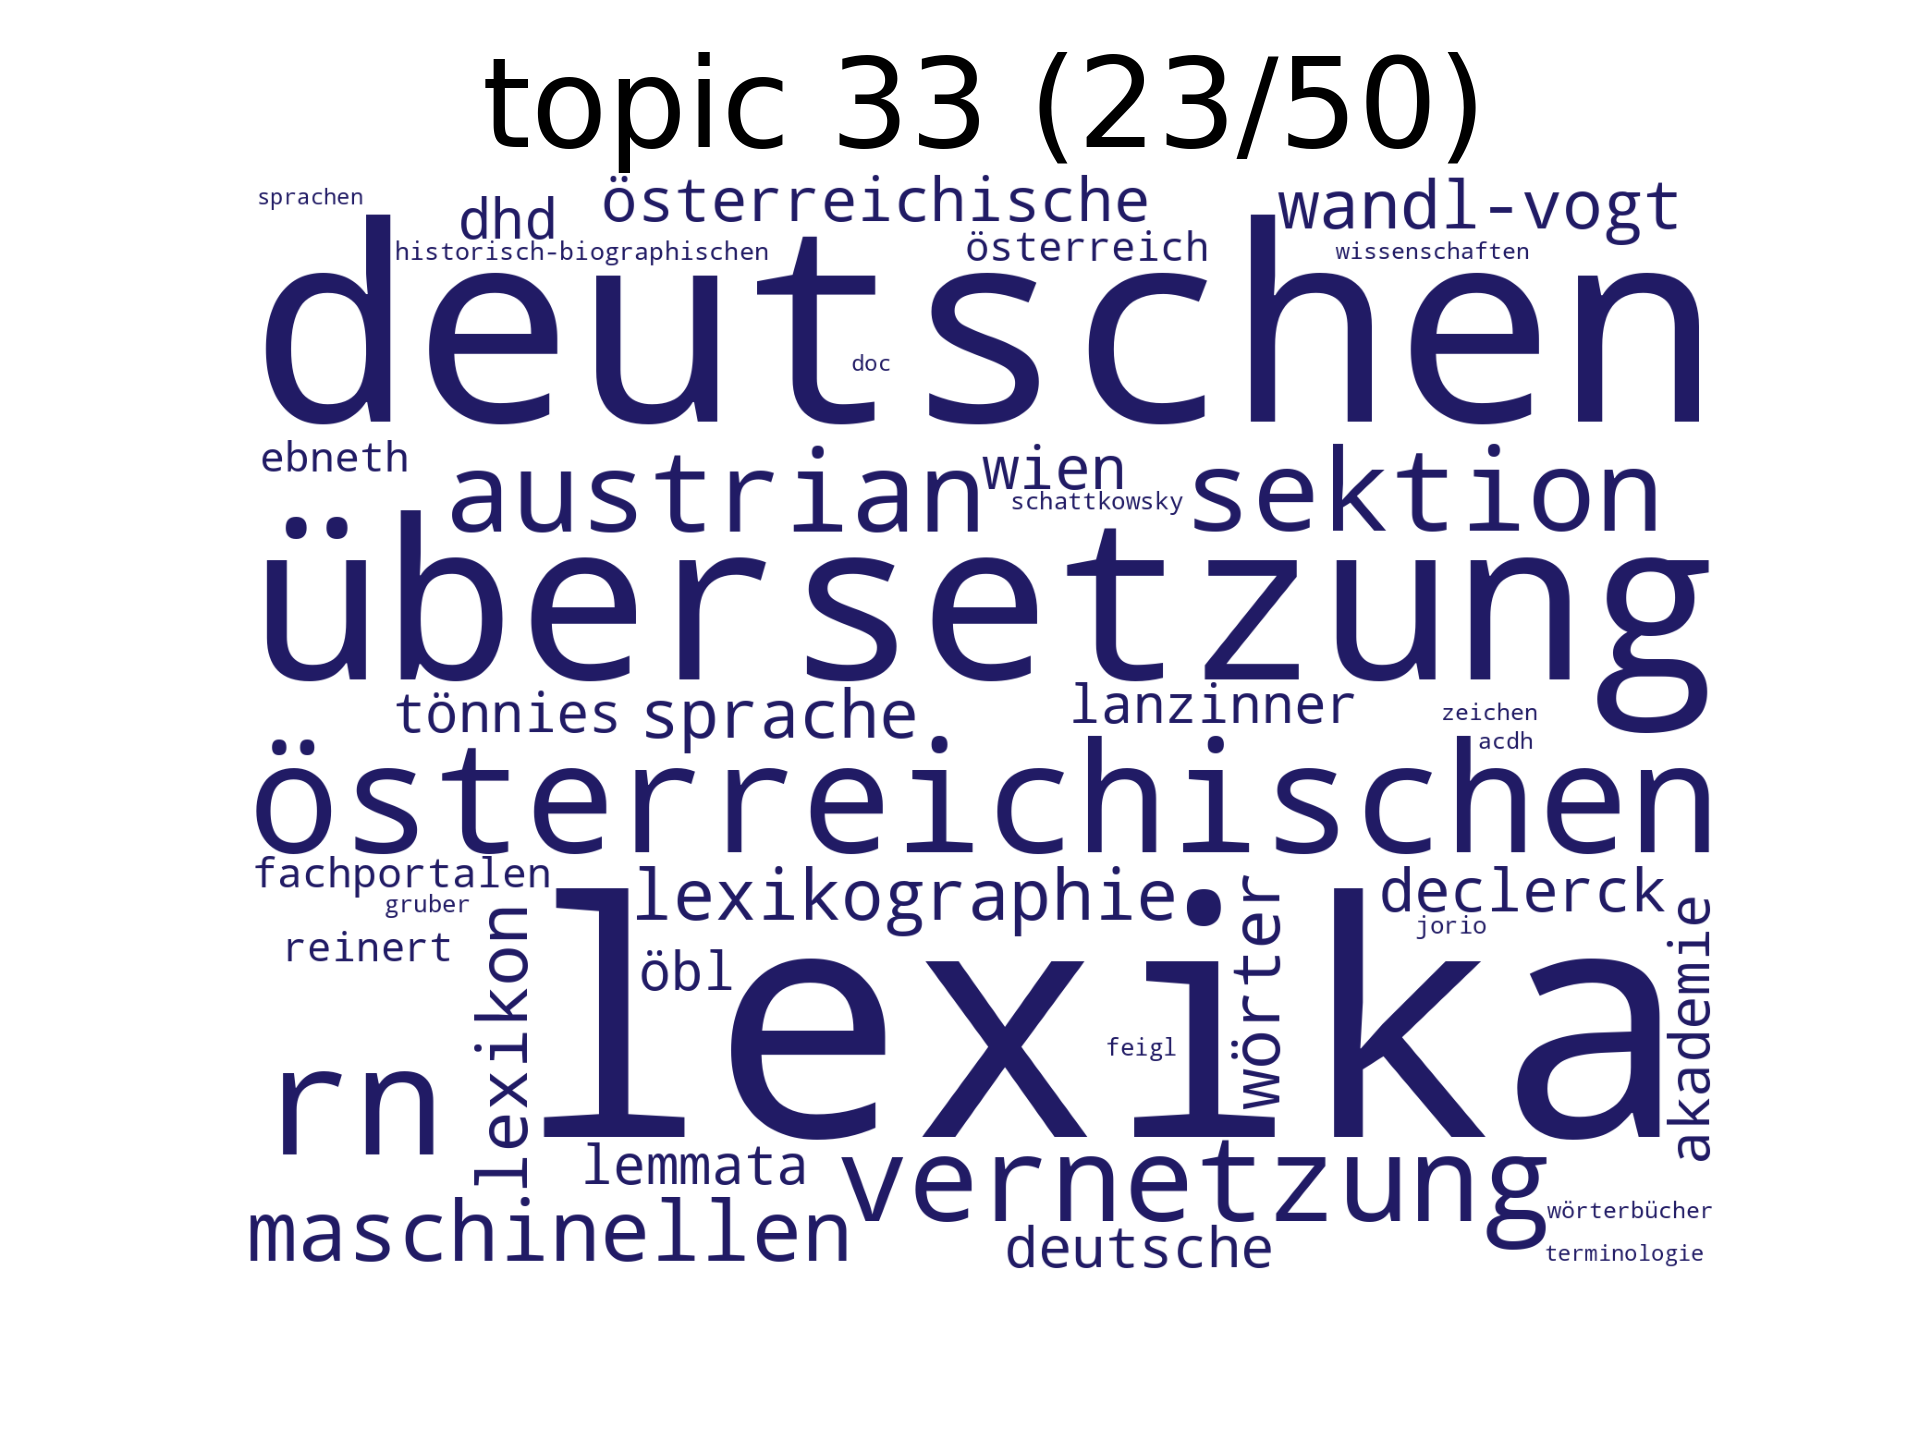 topic 33 (23/50)
sprachen dhd österreichische wandl-vogt
historisch-biographischen österreich wissenschaften
deutschen
doc
ebneth austrian wien sektion
schattkowsky
übersetzung
tönnies sprache lanzinner zeichen
acdh
österreichischen
fachportalen lexikographie declerck
gruber jorio
reinert lexikon öbl wörter akademie
lexika
feigl
rn
lemmata vernetzung
maschinellen deutsche wörterbücher
terminologie